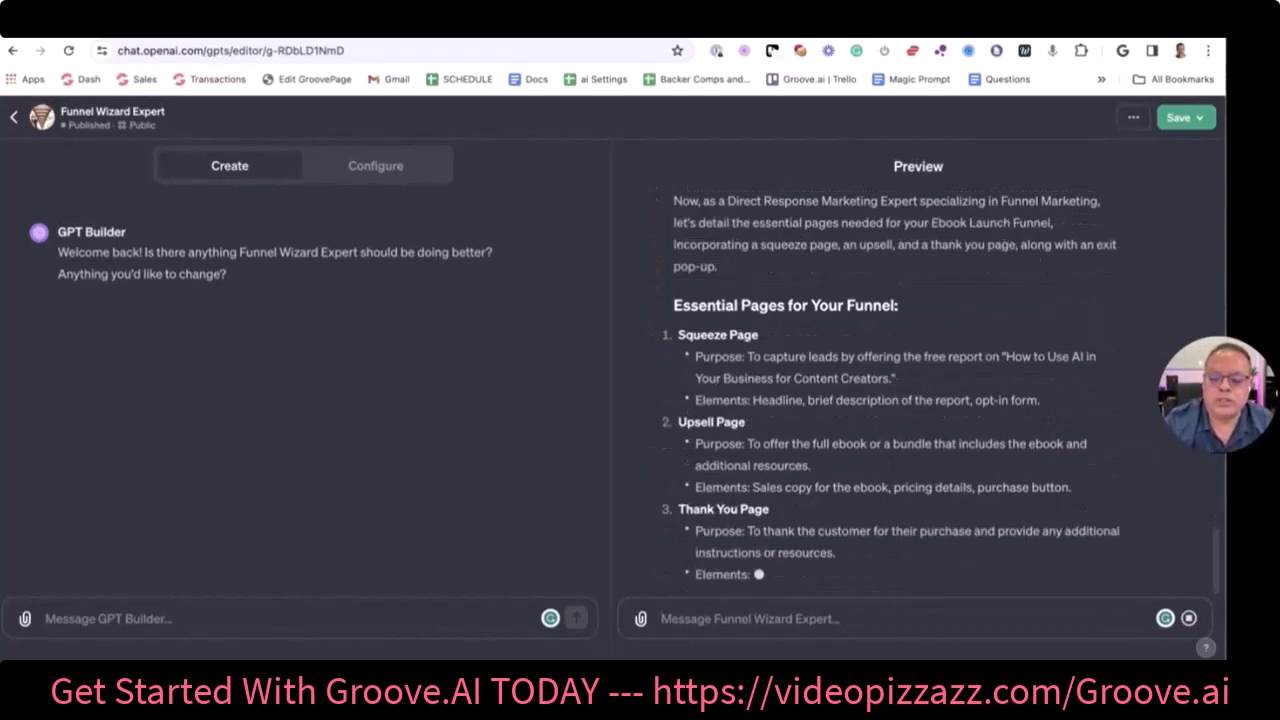 chat.openai.com/gpts/editor/g-RDbLD1NmD
Apps Dash Sales Transactions Edit GroovePage Gmail SCHEDULE Docs ai Settings Backer Comps and... Groove.ai | Trello Magic Prompt Questions » All Bookmarks
Funnel Wizard Expert
Published · Public
Save
Create Configure
Preview
GPT Builder
Welcome back! Is there anything Funnel Wizard Expert should be doing better?
Anything you'd like to change?
Now, as a Direct Response Marketing Expert specializing in Funnel Marketing,
let's detail the essential pages needed for your Ebook Launch Funnel,
incorporating a squeeze page, an upsell, and a thank you page, along with an exit
pop-up.
Essential Pages for Your Funnel:
1. Squeeze Page
• Purpose: To capture leads by offering the free report on "How to Use AI in
Your Business for Content Creators."
• Elements: Headline, brief description of the report, opt-in form.
2. Upsell Page
• Purpose: To offer the full ebook or a bundle that includes the ebook and
additional resources.
• Elements: Sales copy for the ebook, pricing details, purchase button.
3. Thank You Page
• Purpose: To thank the customer for their purchase and provide any additional
instructions or resources.
• Elements:
Message GPT Builder...
Message Funnel Wizard Expert...
?
Get Started With Groove.AI TODAY --- https://videopizzazz.com/Groove.ai